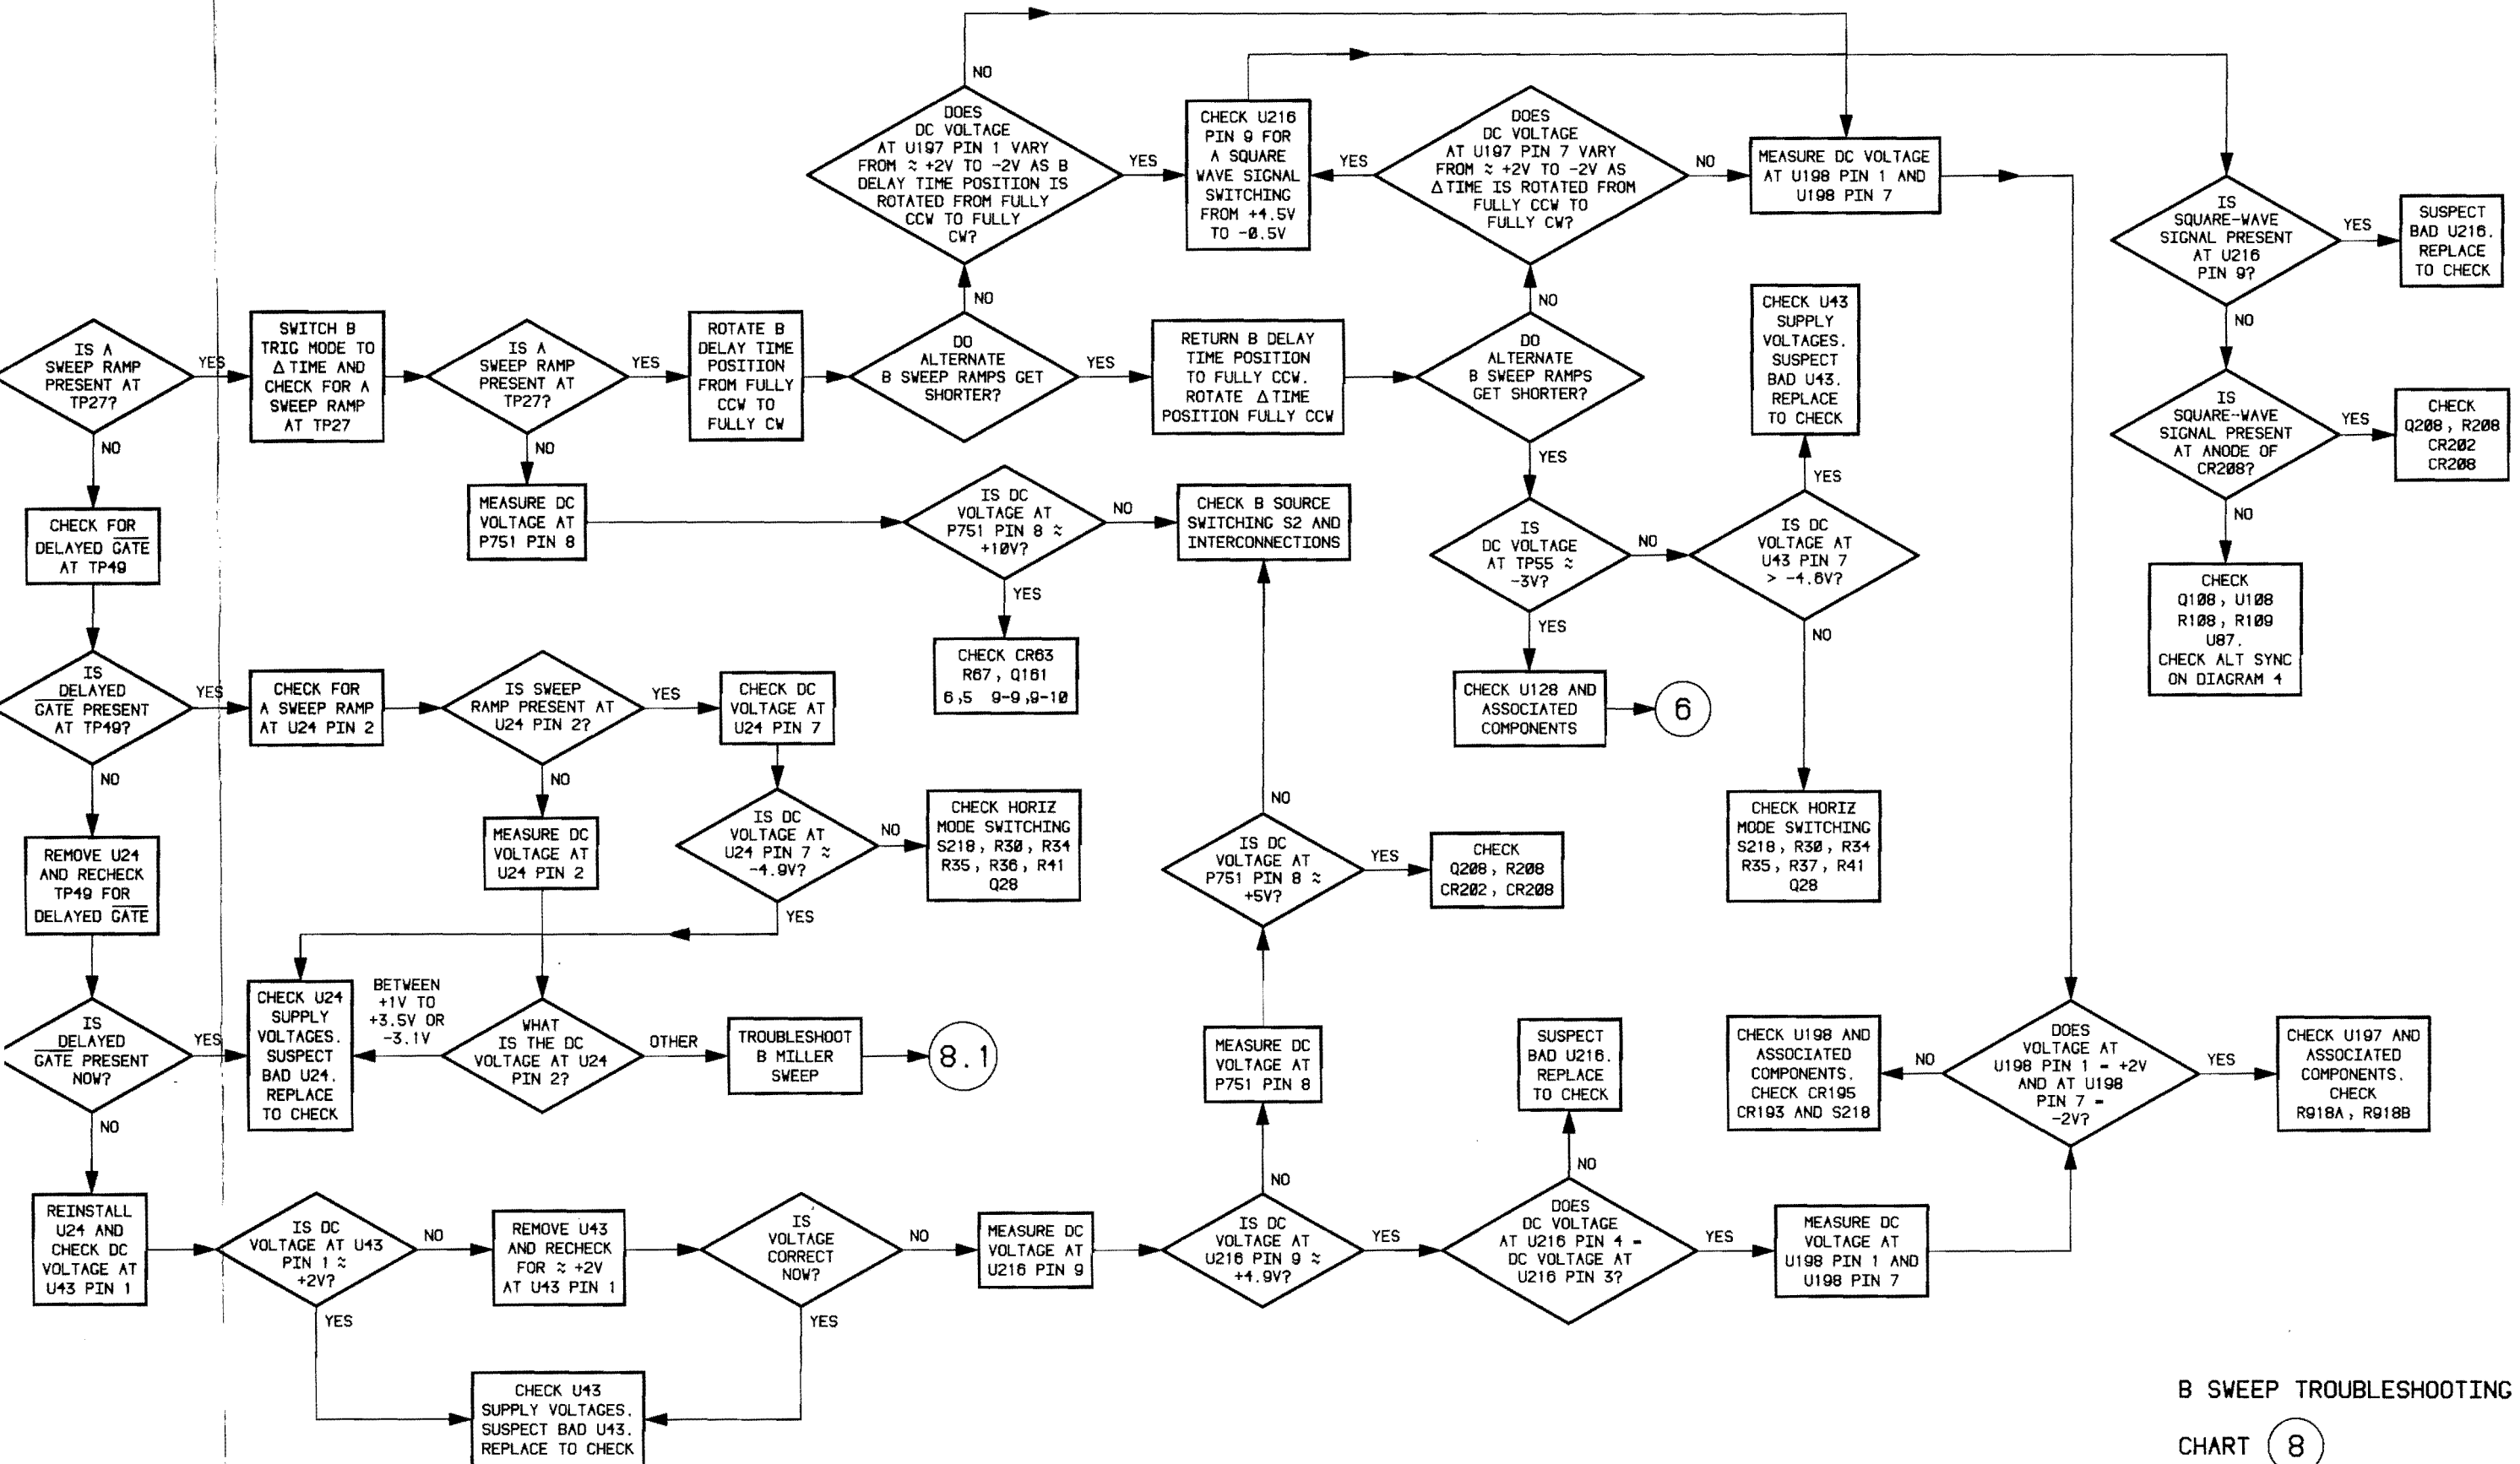 NO
DOES
DC VOLTAGE
AT U197 PIN 1 VARY
FROM ≈ +2V TO -2V AS B
DELAY TIME POSITION IS
ROTATED FROM FULLY
CCW TO FULLY
CW?
YES
CHECK U216
PIN 9 FOR
A SQUARE
WAVE SIGNAL
SWITCHING
FROM +4.5V
TO -0.5V
YES
DOES
DC VOLTAGE
AT U197 PIN 7 VARY
FROM ≈ +2V TO -2V AS
Δ TIME IS ROTATED FROM
FULLY CCW TO
FULLY CW?
NO
MEASURE DC VOLTAGE
AT U198 PIN 1 AND
U198 PIN 7
IS
SQUARE-WAVE
SIGNAL PRESENT
AT U216
PIN 9?
YES
SUSPECT
BAD U216.
REPLACE
TO CHECK
NO
NO
NO
IS A
SWEEP RAMP
PRESENT AT
TP27?
YES
SWITCH B
TRIG MODE TO
Δ TIME AND
CHECK FOR A
SWEEP RAMP
AT TP27
IS A
SWEEP RAMP
PRESENT AT
TP27?
YES
ROTATE B
DELAY TIME
POSITION
FROM FULLY
CCW TO
FULLY CW
DO
ALTERNATE
B SWEEP RAMPS GET
SHORTER?
YES
RETURN B DELAY
TIME POSITION
TO FULLY CCW.
ROTATE Δ TIME
POSITION FULLY CCW
DO
ALTERNATE
B SWEEP RAMPS
GET SHORTER?
CHECK U43
SUPPLY
VOLTAGES.
SUSPECT
BAD U43.
REPLACE
TO CHECK
IS
SQUARE-WAVE
SIGNAL PRESENT
AT ANODE OF
CR208?
YES
CHECK
Q208, R208
CR202
CR208
NO
NO
YES
YES
NO
CHECK FOR
DELAYED GATE
AT TP49
MEASURE DC
VOLTAGE AT
P751 PIN 8
IS DC
VOLTAGE AT
P751 PIN 8 ≈
+10V?
NO
CHECK B SOURCE
SWITCHING S2 AND
INTERCONNECTIONS
IS
DC VOLTAGE
AT TP55 ≈
-3V?
NO
IS DC
VOLTAGE AT
U43 PIN 7
> -4.6V?
CHECK
Q108, U108
R108, R109
U87.
CHECK ALT SYNC
ON DIAGRAM 4
YES
YES
NO
CHECK CR63
R67, Q161
6,5 9-9,9-10
IS
DELAYED
GATE PRESENT
AT TP49?
YES
CHECK FOR
A SWEEP RAMP
AT U24 PIN 2
IS SWEEP
RAMP PRESENT AT
U24 PIN 2?
YES
CHECK DC
VOLTAGE AT
U24 PIN 7
CHECK U128 AND
ASSOCIATED
COMPONENTS
6
NO
NO
REMOVE U24
AND RECHECK
TP49 FOR
DELAYED GATE
MEASURE DC
VOLTAGE AT
U24 PIN 2
IS DC
VOLTAGE AT
U24 PIN 7 ≈
-4.9V?
NO
CHECK HORIZ
MODE SWITCHING
S218, R30, R34
R35, R36, R41
Q28
YES
NO
IS DC
VOLTAGE AT
P751 PIN 8 ≈
+5V?
YES
CHECK
Q208, R208
CR202, CR208
CHECK HORIZ
MODE SWITCHING
S218, R30, R34
R35, R37, R41
Q28
IS
DELAYED
GATE PRESENT
NOW?
YES
CHECK U24
SUPPLY
VOLTAGES.
SUSPECT
BAD U24.
REPLACE
TO CHECK
BETWEEN
+1V TO
+3.5V OR
-3.1V
WHAT
IS THE DC
VOLTAGE AT U24
PIN 2?
OTHER
TROUBLESHOOT
B MILLER
SWEEP
8.1
MEASURE DC
VOLTAGE AT
P751 PIN 8
SUSPECT
BAD U216.
REPLACE
TO CHECK
CHECK U198 AND
ASSOCIATED
COMPONENTS.
CHECK CR195
CR193 AND S218
NO
DOES
VOLTAGE AT
U198 PIN 1 = +2V
AND AT U198
PIN 7 =
-2V?
YES
CHECK U197 AND
ASSOCIATED
COMPONENTS.
CHECK
R918A, R918B
NO
NO
NO
REINSTALL
U24 AND
CHECK DC
VOLTAGE AT
U43 PIN 1
IS DC
VOLTAGE AT U43
PIN 1 ≈
+2V?
NO
REMOVE U43
AND RECHECK
FOR ≈ +2V
AT U43 PIN 1
IS
VOLTAGE
CORRECT
NOW?
NO
MEASURE DC
VOLTAGE AT
U216 PIN 9
IS DC
VOLTAGE AT
U216 PIN 9 ≈
+4.9V?
YES
DOES
DC VOLTAGE
AT U216 PIN 4 =
DC VOLTAGE AT
U216 PIN 3?
YES
MEASURE DC
VOLTAGE AT
U198 PIN 1 AND
U198 PIN 7
YES
YES
CHECK U43
SUPPLY VOLTAGES.
SUSPECT BAD U43.
REPLACE TO CHECK
B SWEEP TROUBLESHOOTING
CHART 8